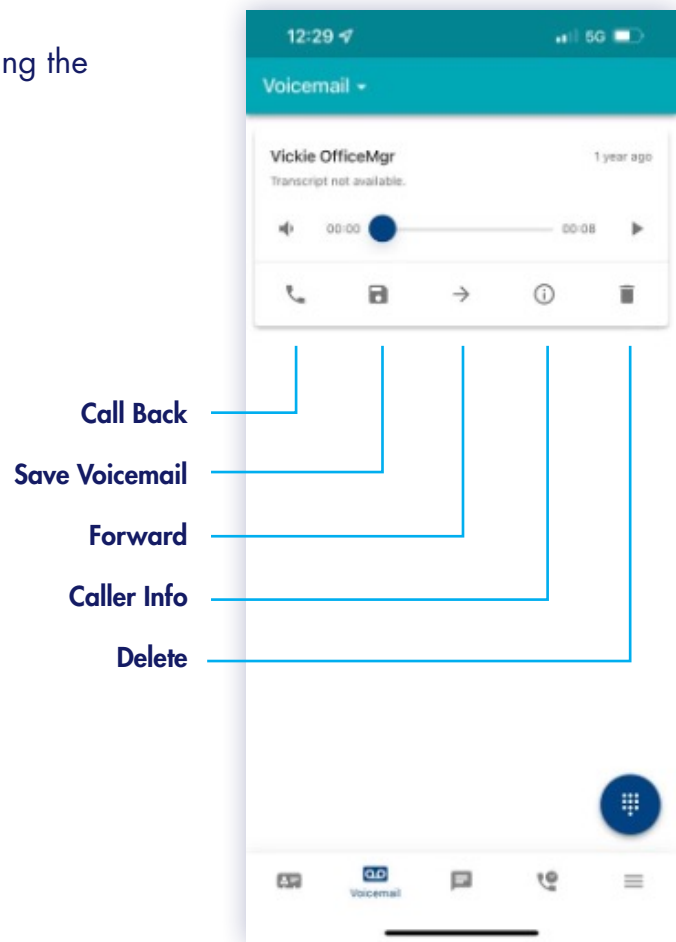 ng the
12:29
5G
Voicemail
Vickie OfficeMgr
1 year ago
Transcript not available.
00:00
00:08
Call Back
Save Voicemail
Forward
Caller Info
Delete
Voicemail